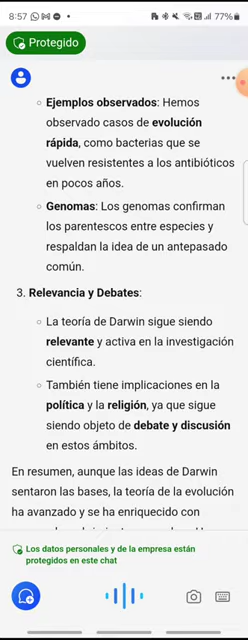 8:57
77%
Protegido
Ejemplos observados: Hemos
observado casos de evolución
rápida, como bacterias que se
vuelven resistentes a los antibióticos
en pocos años.
Genomas: Los genomas confirman
los parentescos entre especies y
respaldan la idea de un antepasado
común.
3. Relevancia y Debates:
La teoría de Darwin sigue siendo
relevante y activa en la investigación
científica.
También tiene implicaciones en la
política y la religión, ya que sigue
siendo objeto de debate y discusión
en estos ámbitos.
En resumen, aunque las ideas de Darwin
sentaron las bases, la teoría de la evolución
ha avanzado y se ha enriquecido con
Los datos personales y de la empresa están
protegidos en este chat